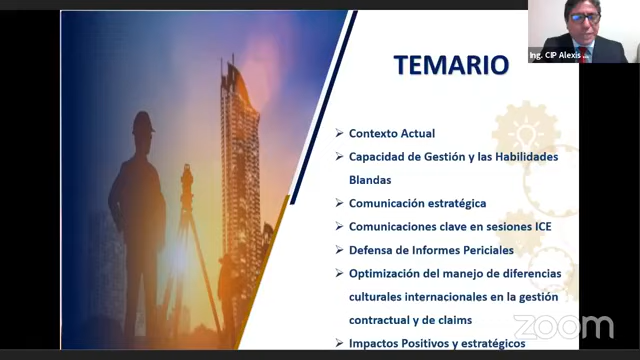 Ing. CIP Alexis
TEMARIO
Contexto Actual
Capacidad de Gestión y las Habilidades
Blandas
Comunicación estratégica
Comunicaciones clave en sesiones ICE
Defensa de Informes Periciales
Optimización del manejo de diferencias
culturales internacionales en la gestión
contractual y de claims
Impactos Positivos y estratégicos
zoom